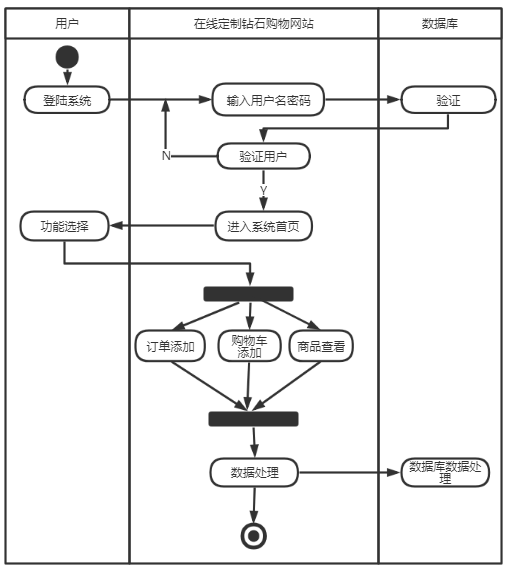 用户
在线定制钻石购物网站
数据库
登陆系统
输入用户名密码
验证
验证用户
N
Y
功能选择
进入系统首页
订单添加
购物车
添加
商品查看
数据处理
数据库数据处
理